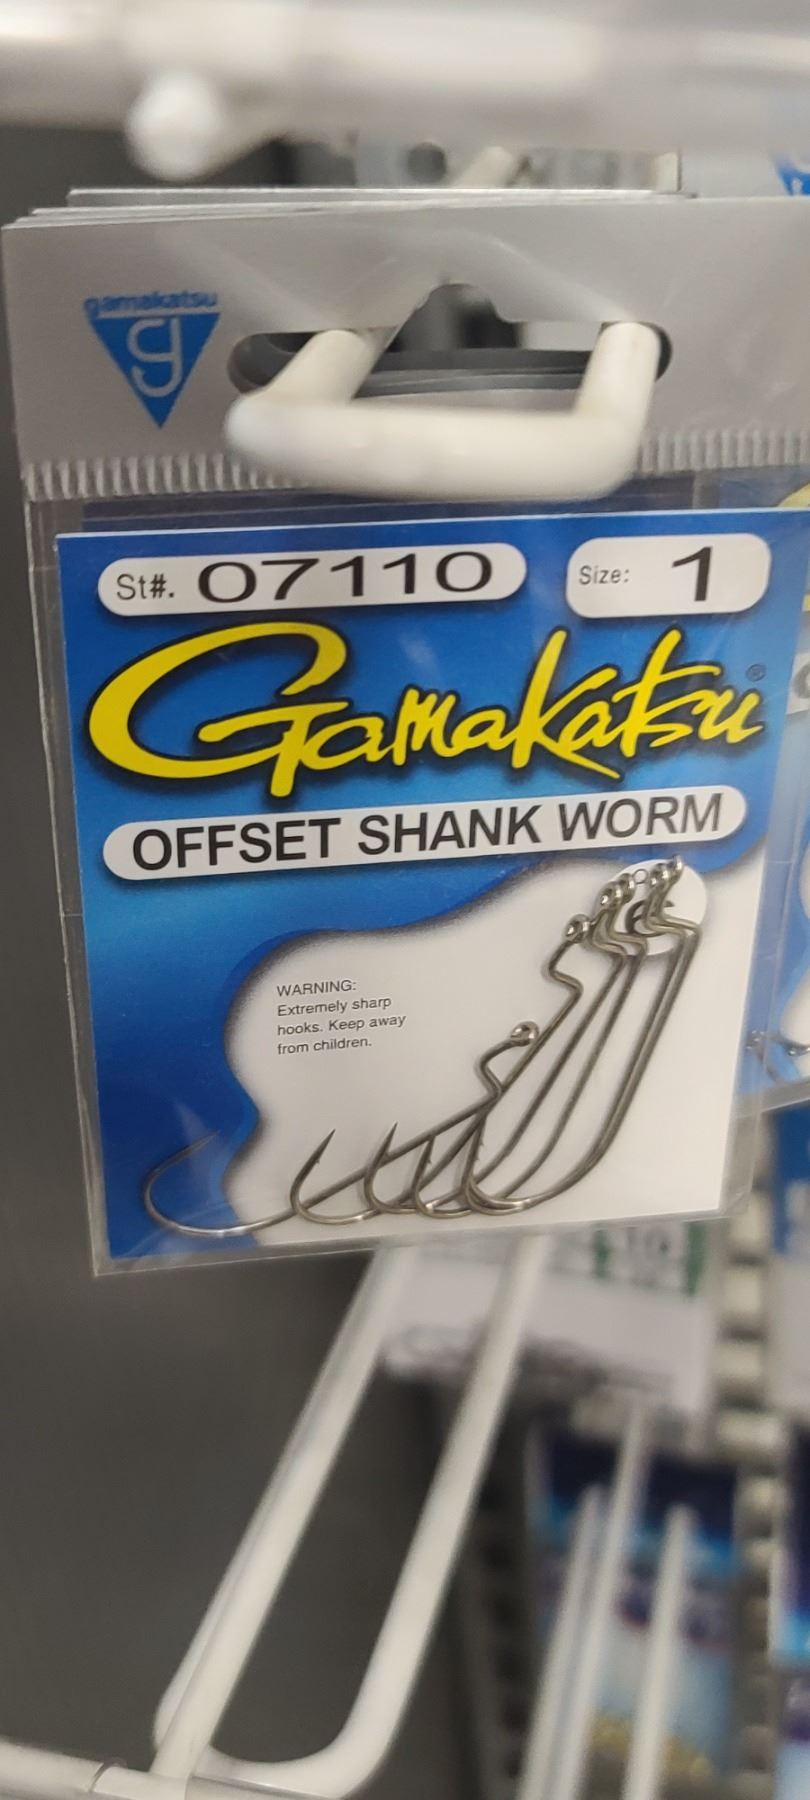 gamakatsu
St#. 07110
Size: 1
Gamakatsu®
OFFSET SHANK WORM
WARNING:
Extremely sharp
hooks. Keep away
from children.